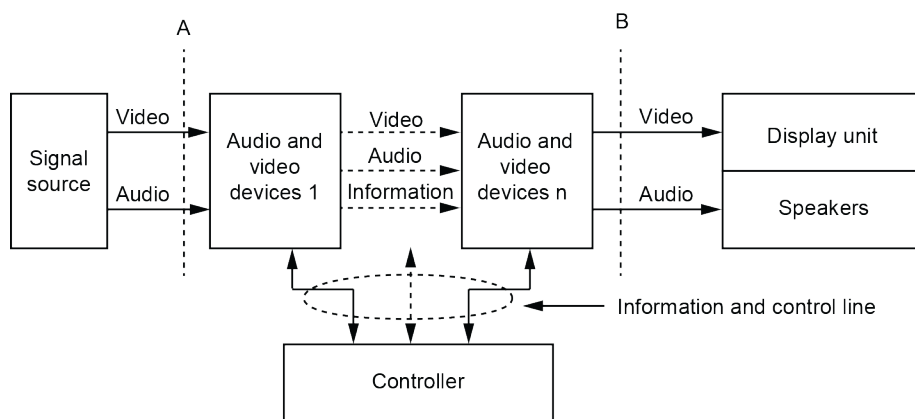 A
B
Video
Video
Video
Signal
source
Audio and
video
devices 1
Audio
Audio and
video
devices n
Display unit
Audio
Information
Audio
Speakers
Information and control line
Controller